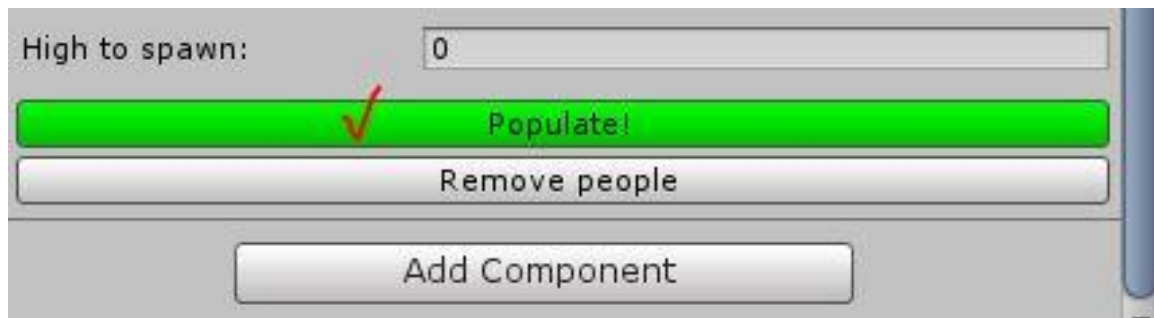 High to spawn: 0
Populate!
Remove people
Add Component